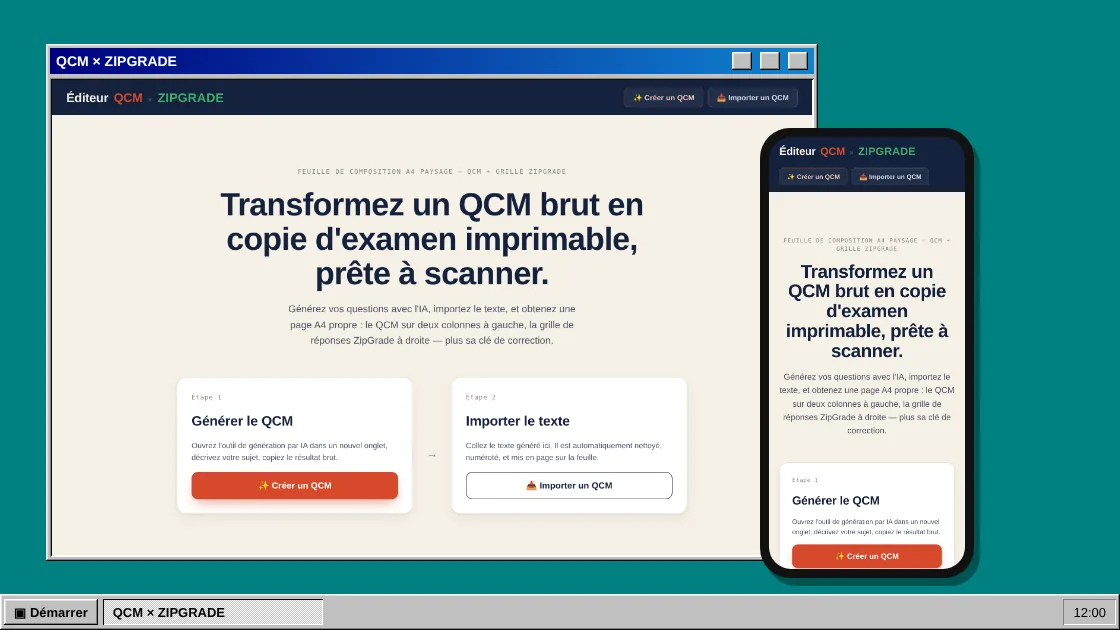 QCM × ZIPGRADE
Éditeur QCM × ZIPGRADE
✨ Créer un QCM
📥 Importer un QCM
FEUILLE DE COMPOSITION A4 PAYSAGE — QCM + GRILLE ZIPGRADE
Transformez un QCM brut en
copie d'examen imprimable,
prête à scanner.
Générez vos questions avec l'IA, importez le texte, et obtenez une
page A4 propre : le QCM sur deux colonnes à gauche, la grille de
réponses ZipGrade à droite — plus sa clé de correction.
Étape 1
Générer le QCM
Ouvrez l'outil de génération par IA dans un nouvel onglet,
décrivez votre sujet, copiez le résultat brut.
✨ Créer un QCM
→
Étape 2
Importer le texte
Collez le texte généré ici. Il est automatiquement nettoyé,
numéroté, et mis en page sur la feuille.
📥 Importer un QCM
Éditeur QCM × ZIPGRADE
✨ Créer un QCM
📥 Importer un QCM
FEUILLE DE COMPOSITION A4 PAYSAGE — QCM +
GRILLE ZIPGRADE
Transformez un
QCM brut en copie
d'examen
imprimable, prête à
scanner.
Générez vos questions avec l'IA, importez le
texte, et obtenez une page A4 propre : le QCM
sur deux colonnes à gauche, la grille de
réponses ZipGrade à droite — plus sa clé de
correction.
Étape 1
Générer le QCM
Ouvrez l'outil de génération par IA dans un nouvel
onglet, décrivez votre sujet, copiez le résultat brut.
✨ Créer un QCM
▣ Démarrer
QCM × ZIPGRADE
12:00